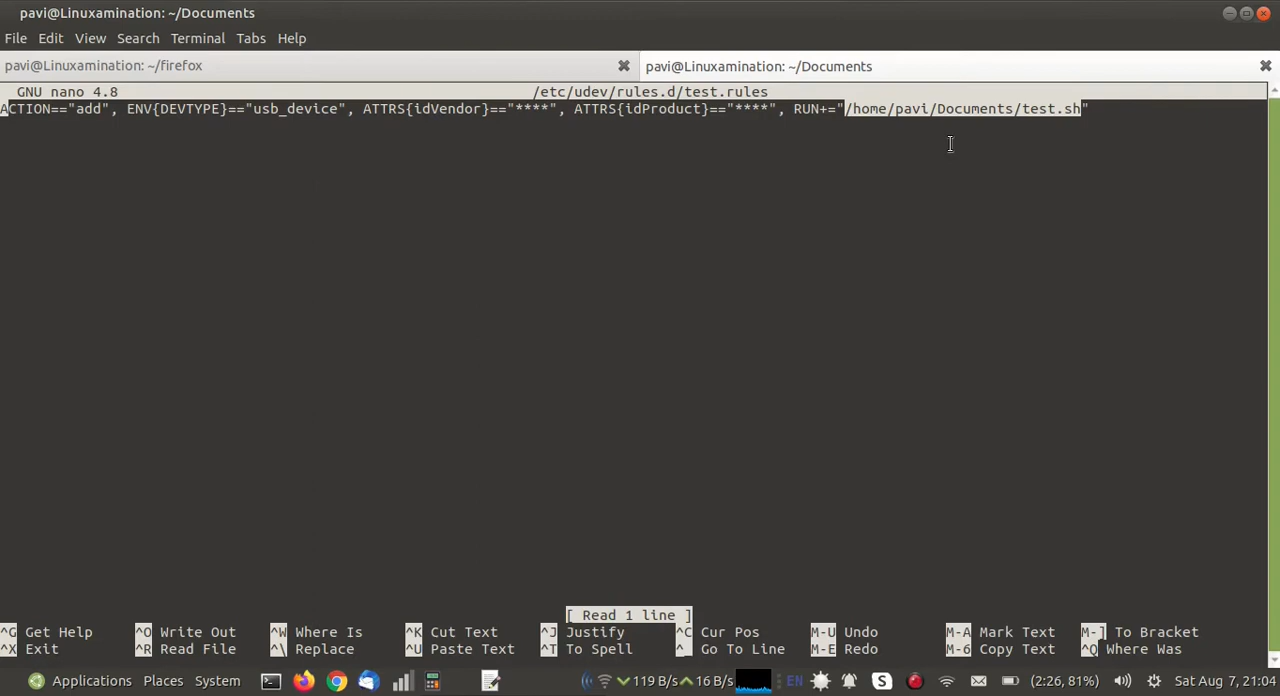 pavi@Linuxamination: ~/Documents
File Edit View Search Terminal Tabs Help
pavi@Linuxamination: ~/firefox
pavi@Linuxamination: ~/Documents
GNU nano 4.8 /etc/udev/rules.d/test.rules
ACTION=="add", ENV{DEVTYPE}=="usb_device", ATTRS{idVendor}=="****", ATTRS{idProduct}=="****", RUN+="/home/pavi/Documents/test.sh"
[ Read 1 line ]
^G Get Help ^O Write Out ^W Where Is ^K Cut Text ^J Justify ^C Cur Pos M-U Undo M-A Mark Text M-] To Bracket
^X Exit ^R Read File ^\ Replace ^U Paste Text ^T To Spell ^_ Go To Line M-E Redo M-6 Copy Text ^Q Where Was
Applications Places System 119 B/s 16 B/s EN S (2:26, 81%) Sat Aug 7, 21:04